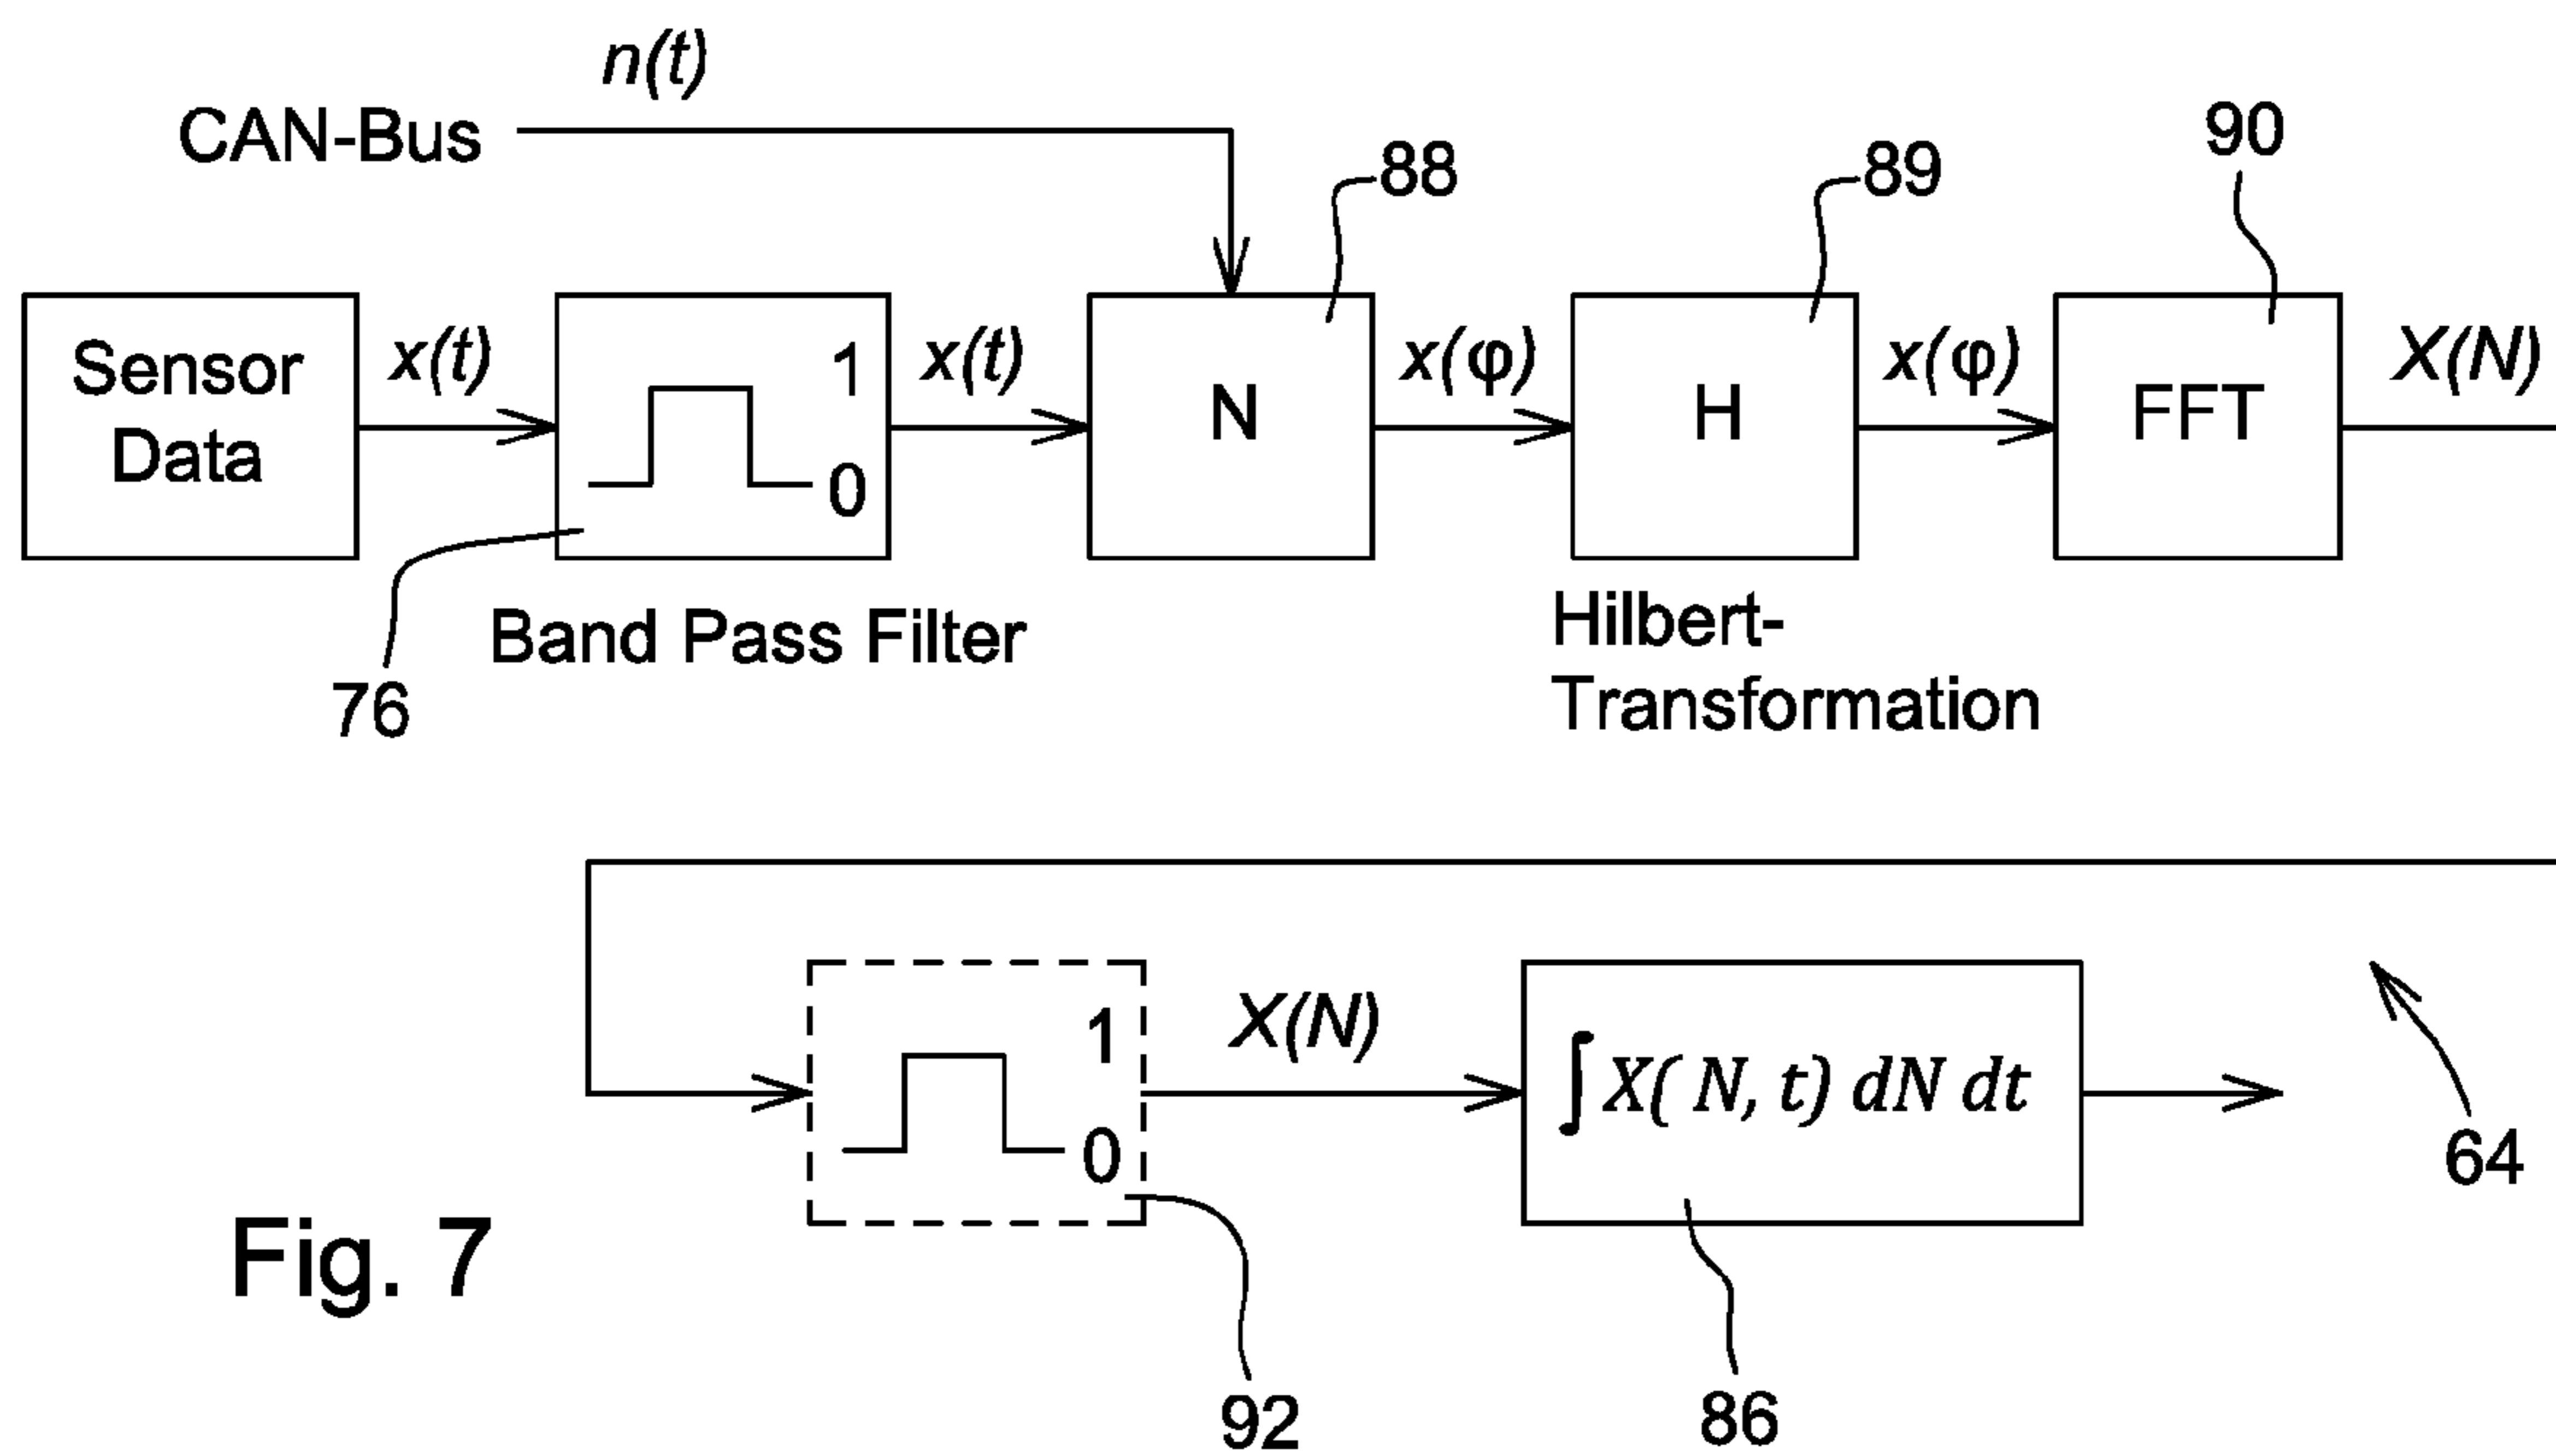 n(t)
CAN-Bus
88
89
90
Sensor
Data
x(t)
1
0
x(t)
N
x(φ)
H
x(φ)
FFT
X(N)
76
Band Pass Filter
Hilbert-
Transformation
1
0
X(N)
∫X( N, t) dN dt
64
Fig. 7
92
86